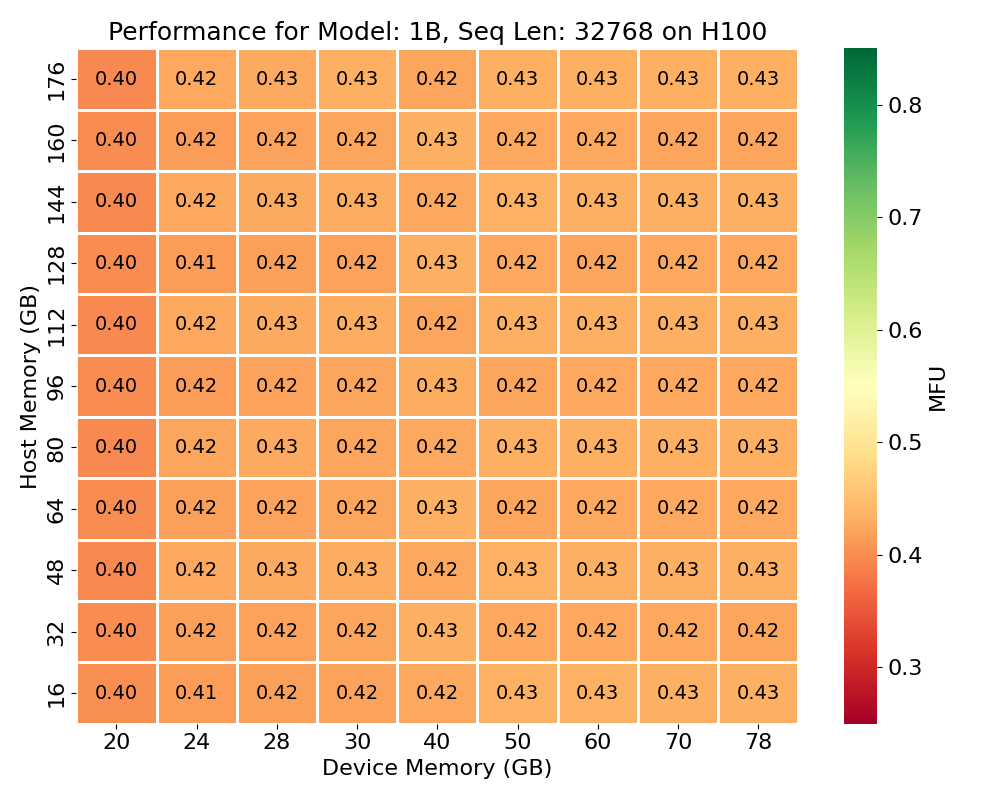 Performance for Model: 1B, Seq Len: 32768 on H100
176 0.40 0.42 0.43 0.43 0.42 0.43 0.43 0.43 0.43
160 0.40 0.42 0.42 0.42 0.43 0.42 0.42 0.42 0.42
144 0.40 0.42 0.43 0.43 0.42 0.43 0.43 0.43 0.43
128 0.40 0.41 0.42 0.42 0.43 0.42 0.42 0.42 0.42
112 0.40 0.42 0.43 0.43 0.42 0.43 0.43 0.43 0.43
96 0.40 0.42 0.42 0.42 0.43 0.42 0.42 0.42 0.42
80 0.40 0.42 0.43 0.42 0.42 0.43 0.43 0.43 0.43
64 0.40 0.42 0.42 0.42 0.43 0.42 0.42 0.42 0.42
48 0.40 0.42 0.43 0.43 0.42 0.43 0.43 0.43 0.43
32 0.40 0.42 0.42 0.42 0.43 0.42 0.42 0.42 0.42
16 0.40 0.41 0.42 0.42 0.42 0.43 0.43 0.43 0.43
20 24 28 30 40 50 60 70 78
Device Memory (GB)
Host Memory (GB)
0.8
0.7
0.6
0.5
0.4
0.3
MFU